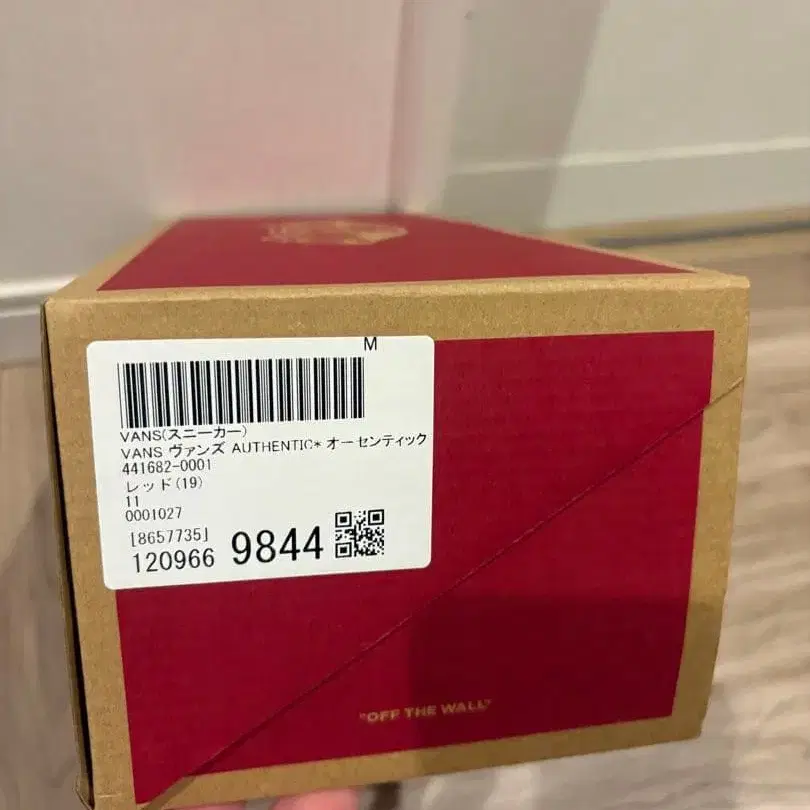 M
VANS(スニーカー)
VANS ヴァンズ AUTHENTIC* オーセンティック
441682-0001
レッド(19)
11
0001027
[8657735]
120966 9844
"OFF THE WALL"